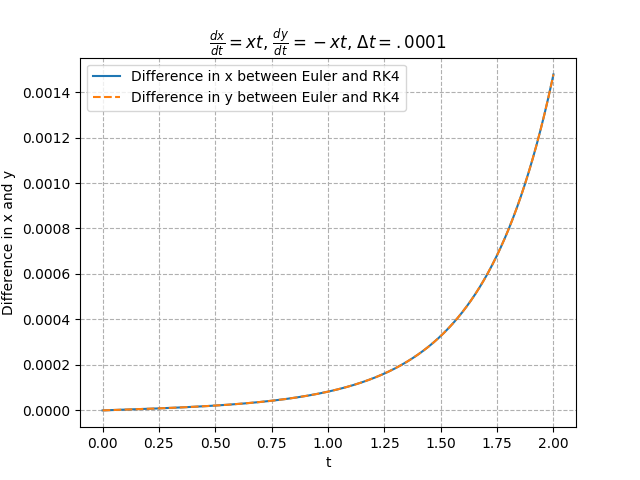 dx/dt = xt, dy/dt = −xt, Δt = .0001
Difference in x between Euler and RK4
Difference in y between Euler and RK4
Difference in x and y
0.0014
0.0012
0.0010
0.0008
0.0006
0.0004
0.0002
0.0000
0.00 0.25 0.50 0.75 1.00 1.25 1.50 1.75 2.00
t